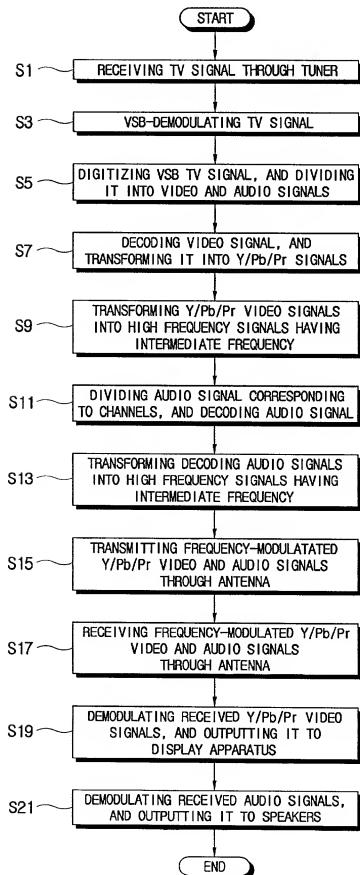 START
S1
RECEIVING TV SIGNAL THROUGH TUNER
S3
VSB-DEMODULATING TV SIGNAL
S5
DIGITIZING VSB TV SIGNAL, AND DIVIDING
IT INTO VIDEO AND AUDIO SIGNALS
S7
DECODING VIDEO SIGNAL, AND
TRANSFORMING IT INTO Y/Pb/Pr SIGNALS
S9
TRANSFORMING Y/Pb/Pr VIDEO SIGNALS
INTO HIGH FREQUENCY SIGNALS HAVING
INTERMEDIATE FREQUENCY
S11
DIVIDING AUDIO SIGNAL CORRESPONDING
TO CHANNELS, AND DECODING AUDIO SIGNAL
S13
TRANSFORMING DECODING AUDIO SIGNALS
INTO HIGH FREQUENCY SIGNALS HAVING
INTERMEDIATE FREQUENCY
S15
TRANSMITTING FREQUENCY-MODULATATED
Y/Pb/Pr VIDEO AND AUDIO SIGNALS
THROUGH ANTENNA
S17
RECEIVING FREQUENCY-MODULATED Y/Pb/Pr
VIDEO AND AUDIO SIGNALS
THROUGH ANTENNA
S19
DEMODULATING RECEIVED Y/Pb/Pr VIDEO
SIGNALS, AND OUTPUTTING IT TO
DISPLAY APPARATUS
S21
DEMODULATING RECEIVED AUDIO SIGNALS,
AND OUTPUTTING IT TO SPEAKERS
END